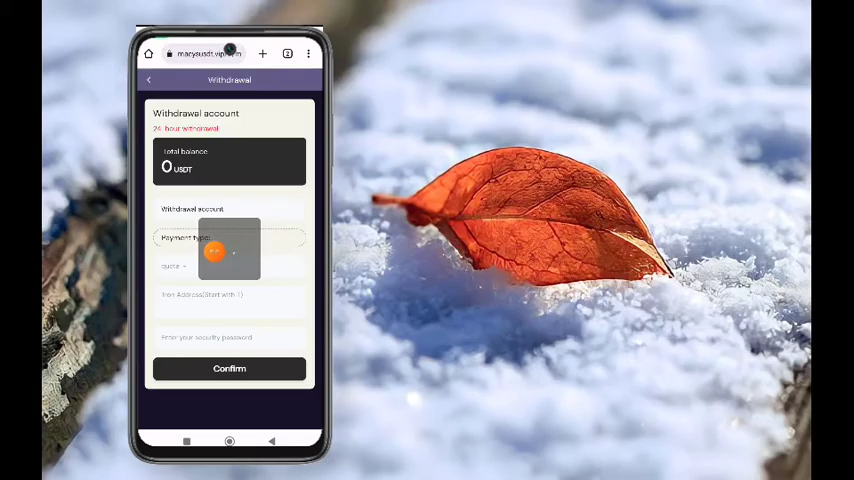 Withdrawal
Withdrawal account
24-hour withdrawal
Total balance
0 USDT
Withdrawal account
Payment type:
quote -
Enter your security password
Confirm